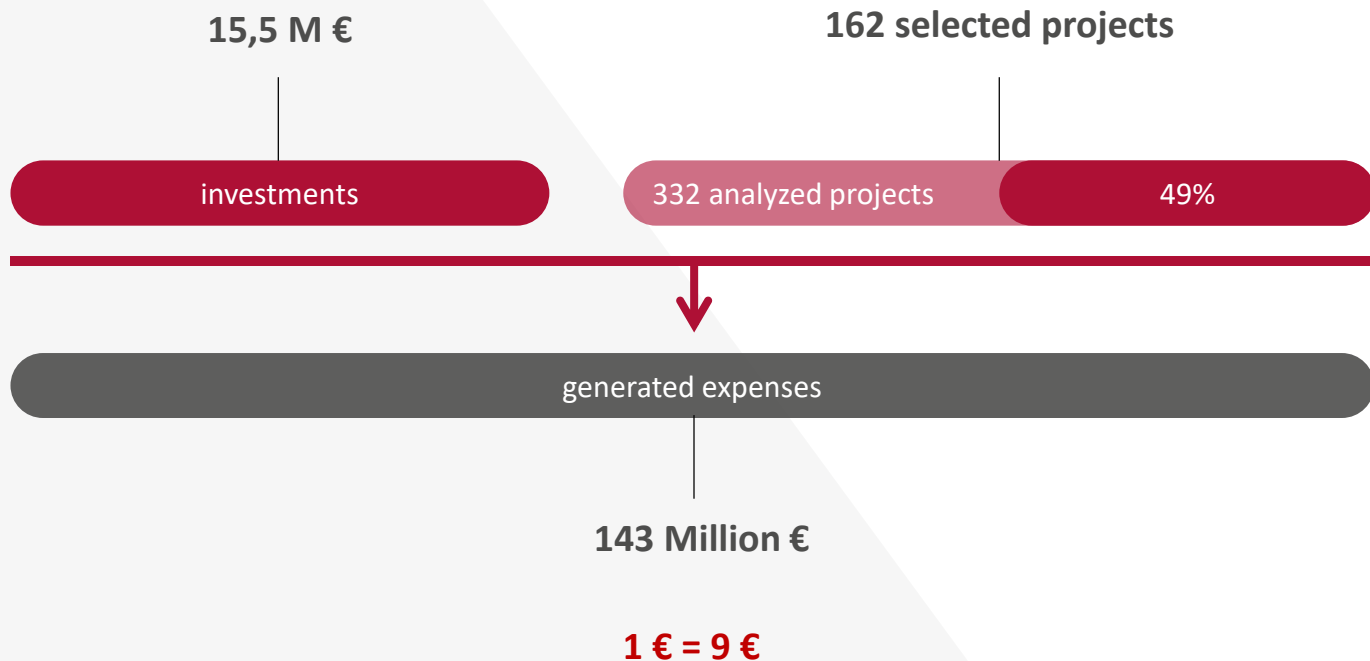 15,5 M €
162 selected projects
investments
332 analyzed projects
49%
generated expenses
143 Million €
1 € = 9 €